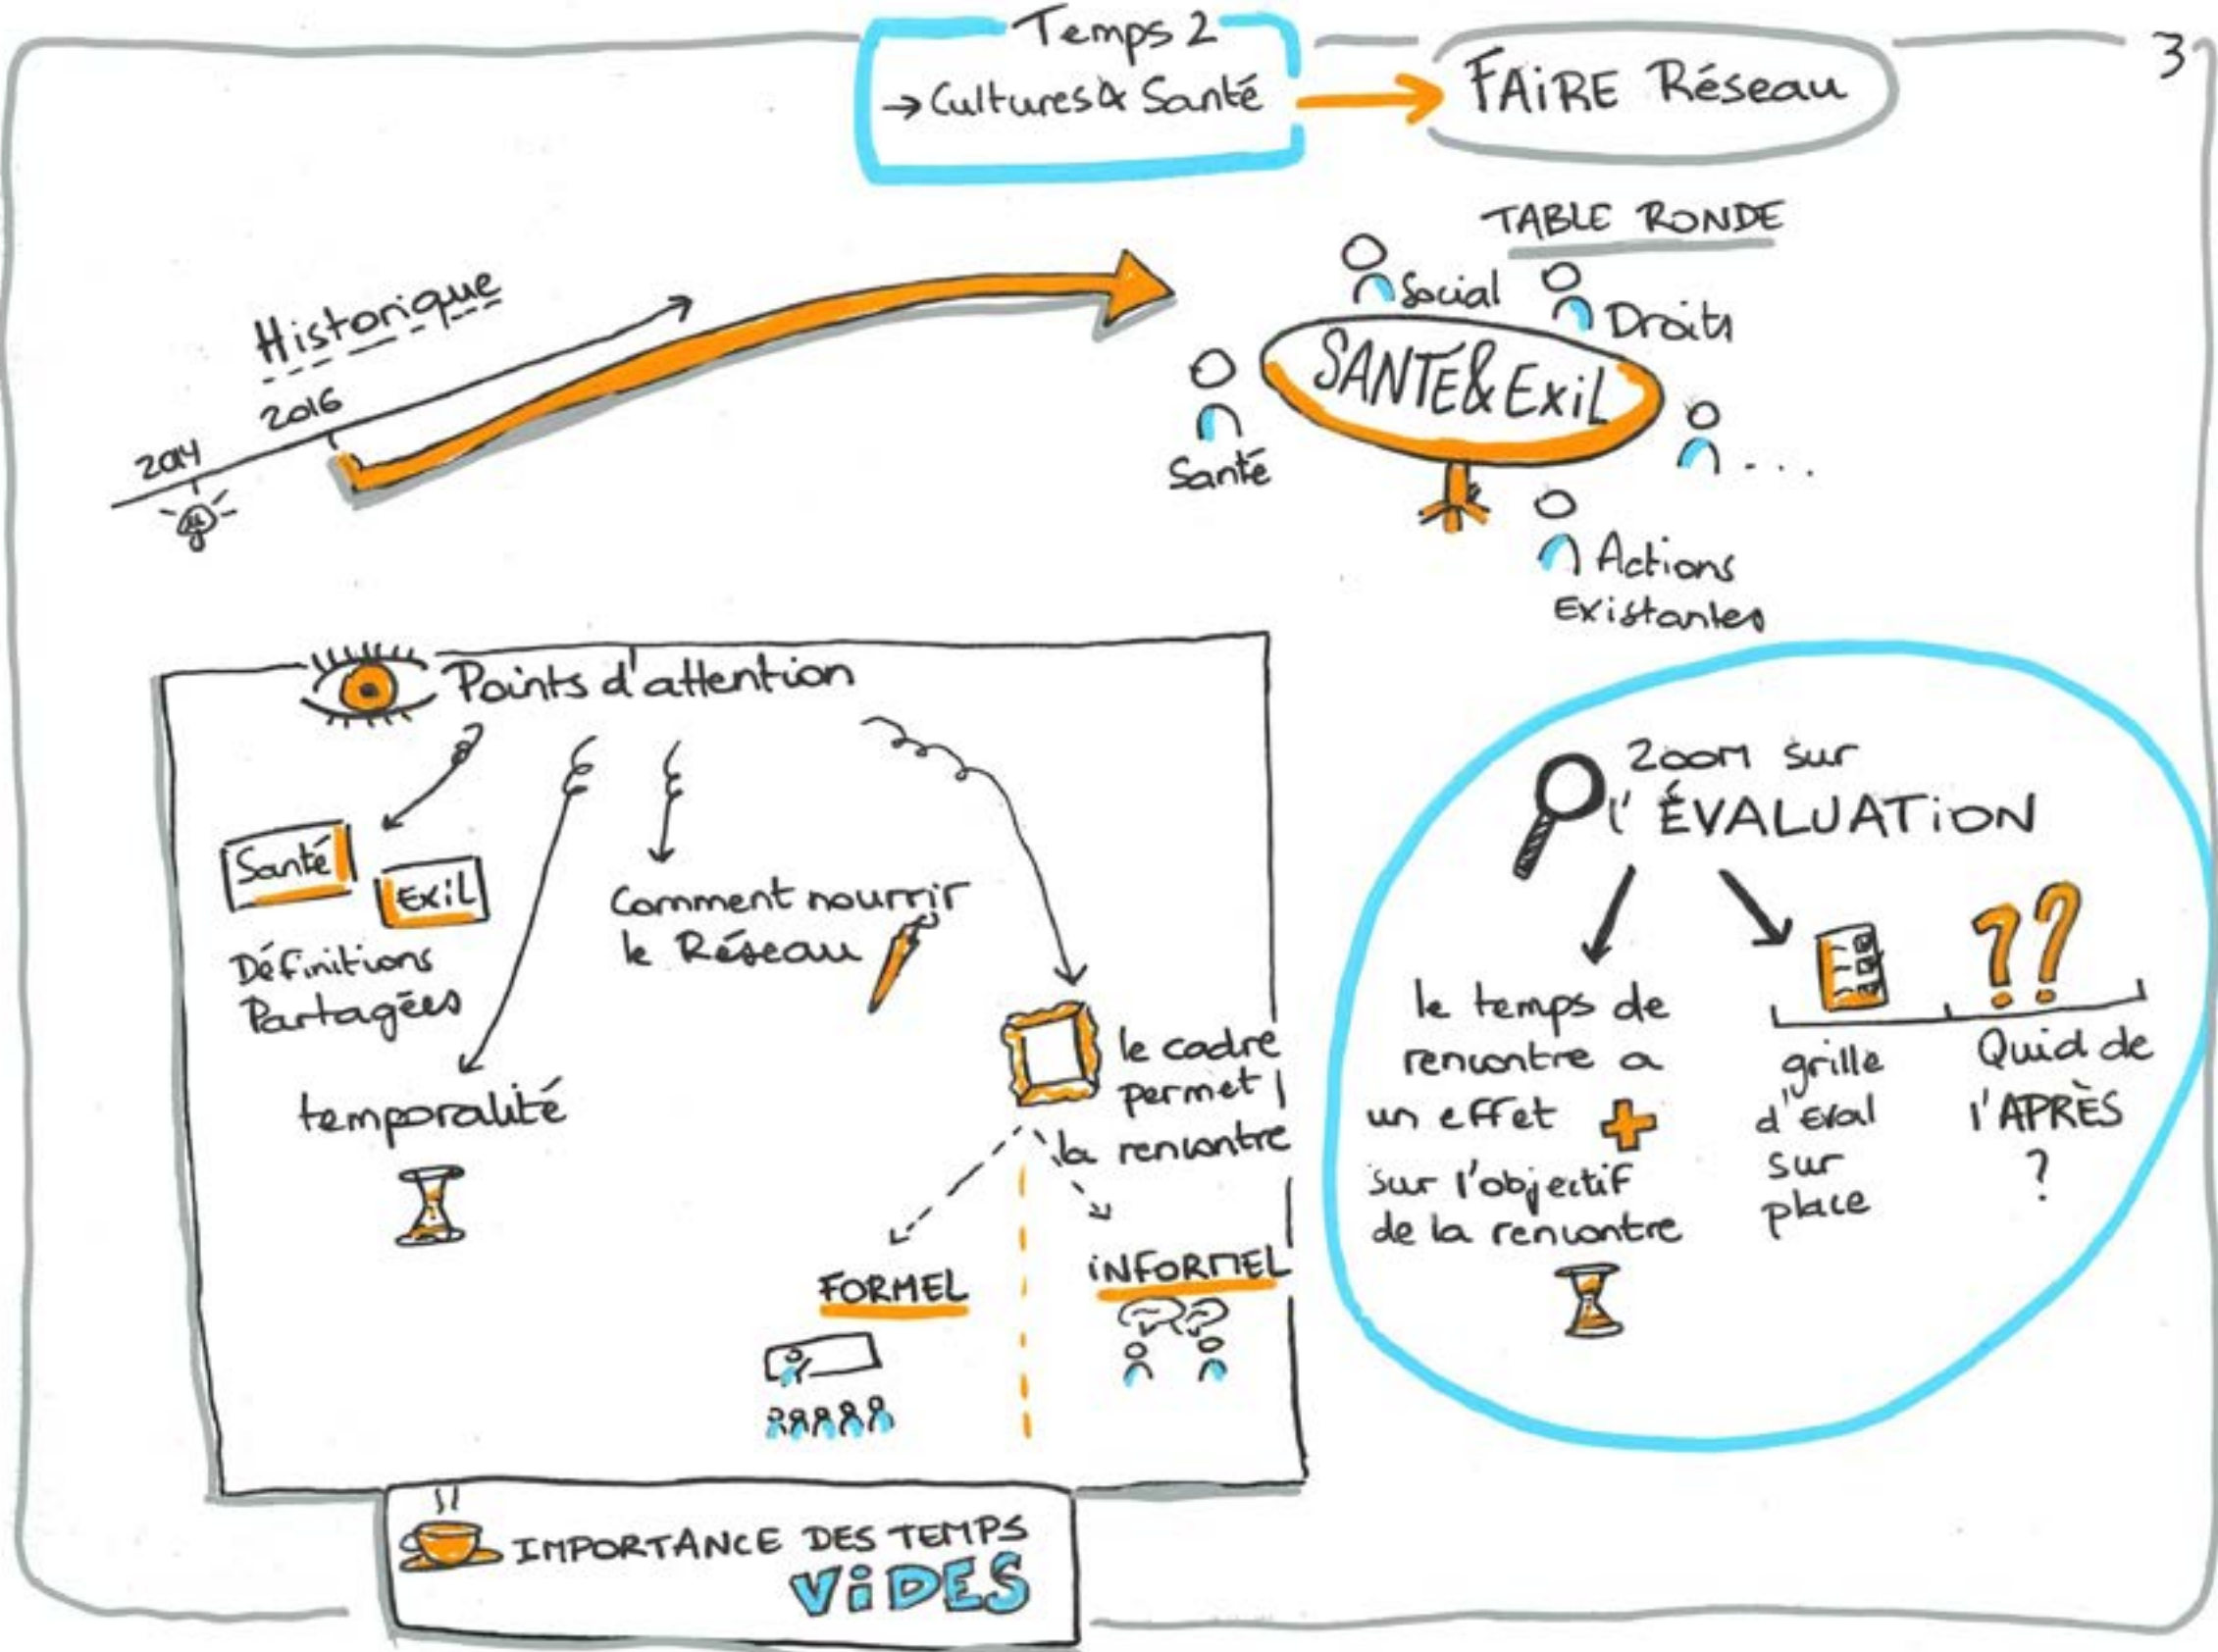 3
Temps 2
→ Cultures & Santé
FAiRE Réseau
Historique
2014
2016
TABLE RONDE
Social
Droits
SANTÉ & ExiL
Santé
...
Actions
Existantes
Points d'attention
Santé
ExiL
Définitions
Partagées
temporalité
Comment nourrir
le Réseau
le cadre
permet
la rencontre
FORMEL
iNFORMEL
IMPORTANCE DES TEMPS
ViDES
Zoom sur
l'ÉVALUATiON
le temps de
rencontre a
un effet +
sur l'objectif
de la rencontre
grille
d'éval
sur
place
??
Quid de
l'APRÈS
?